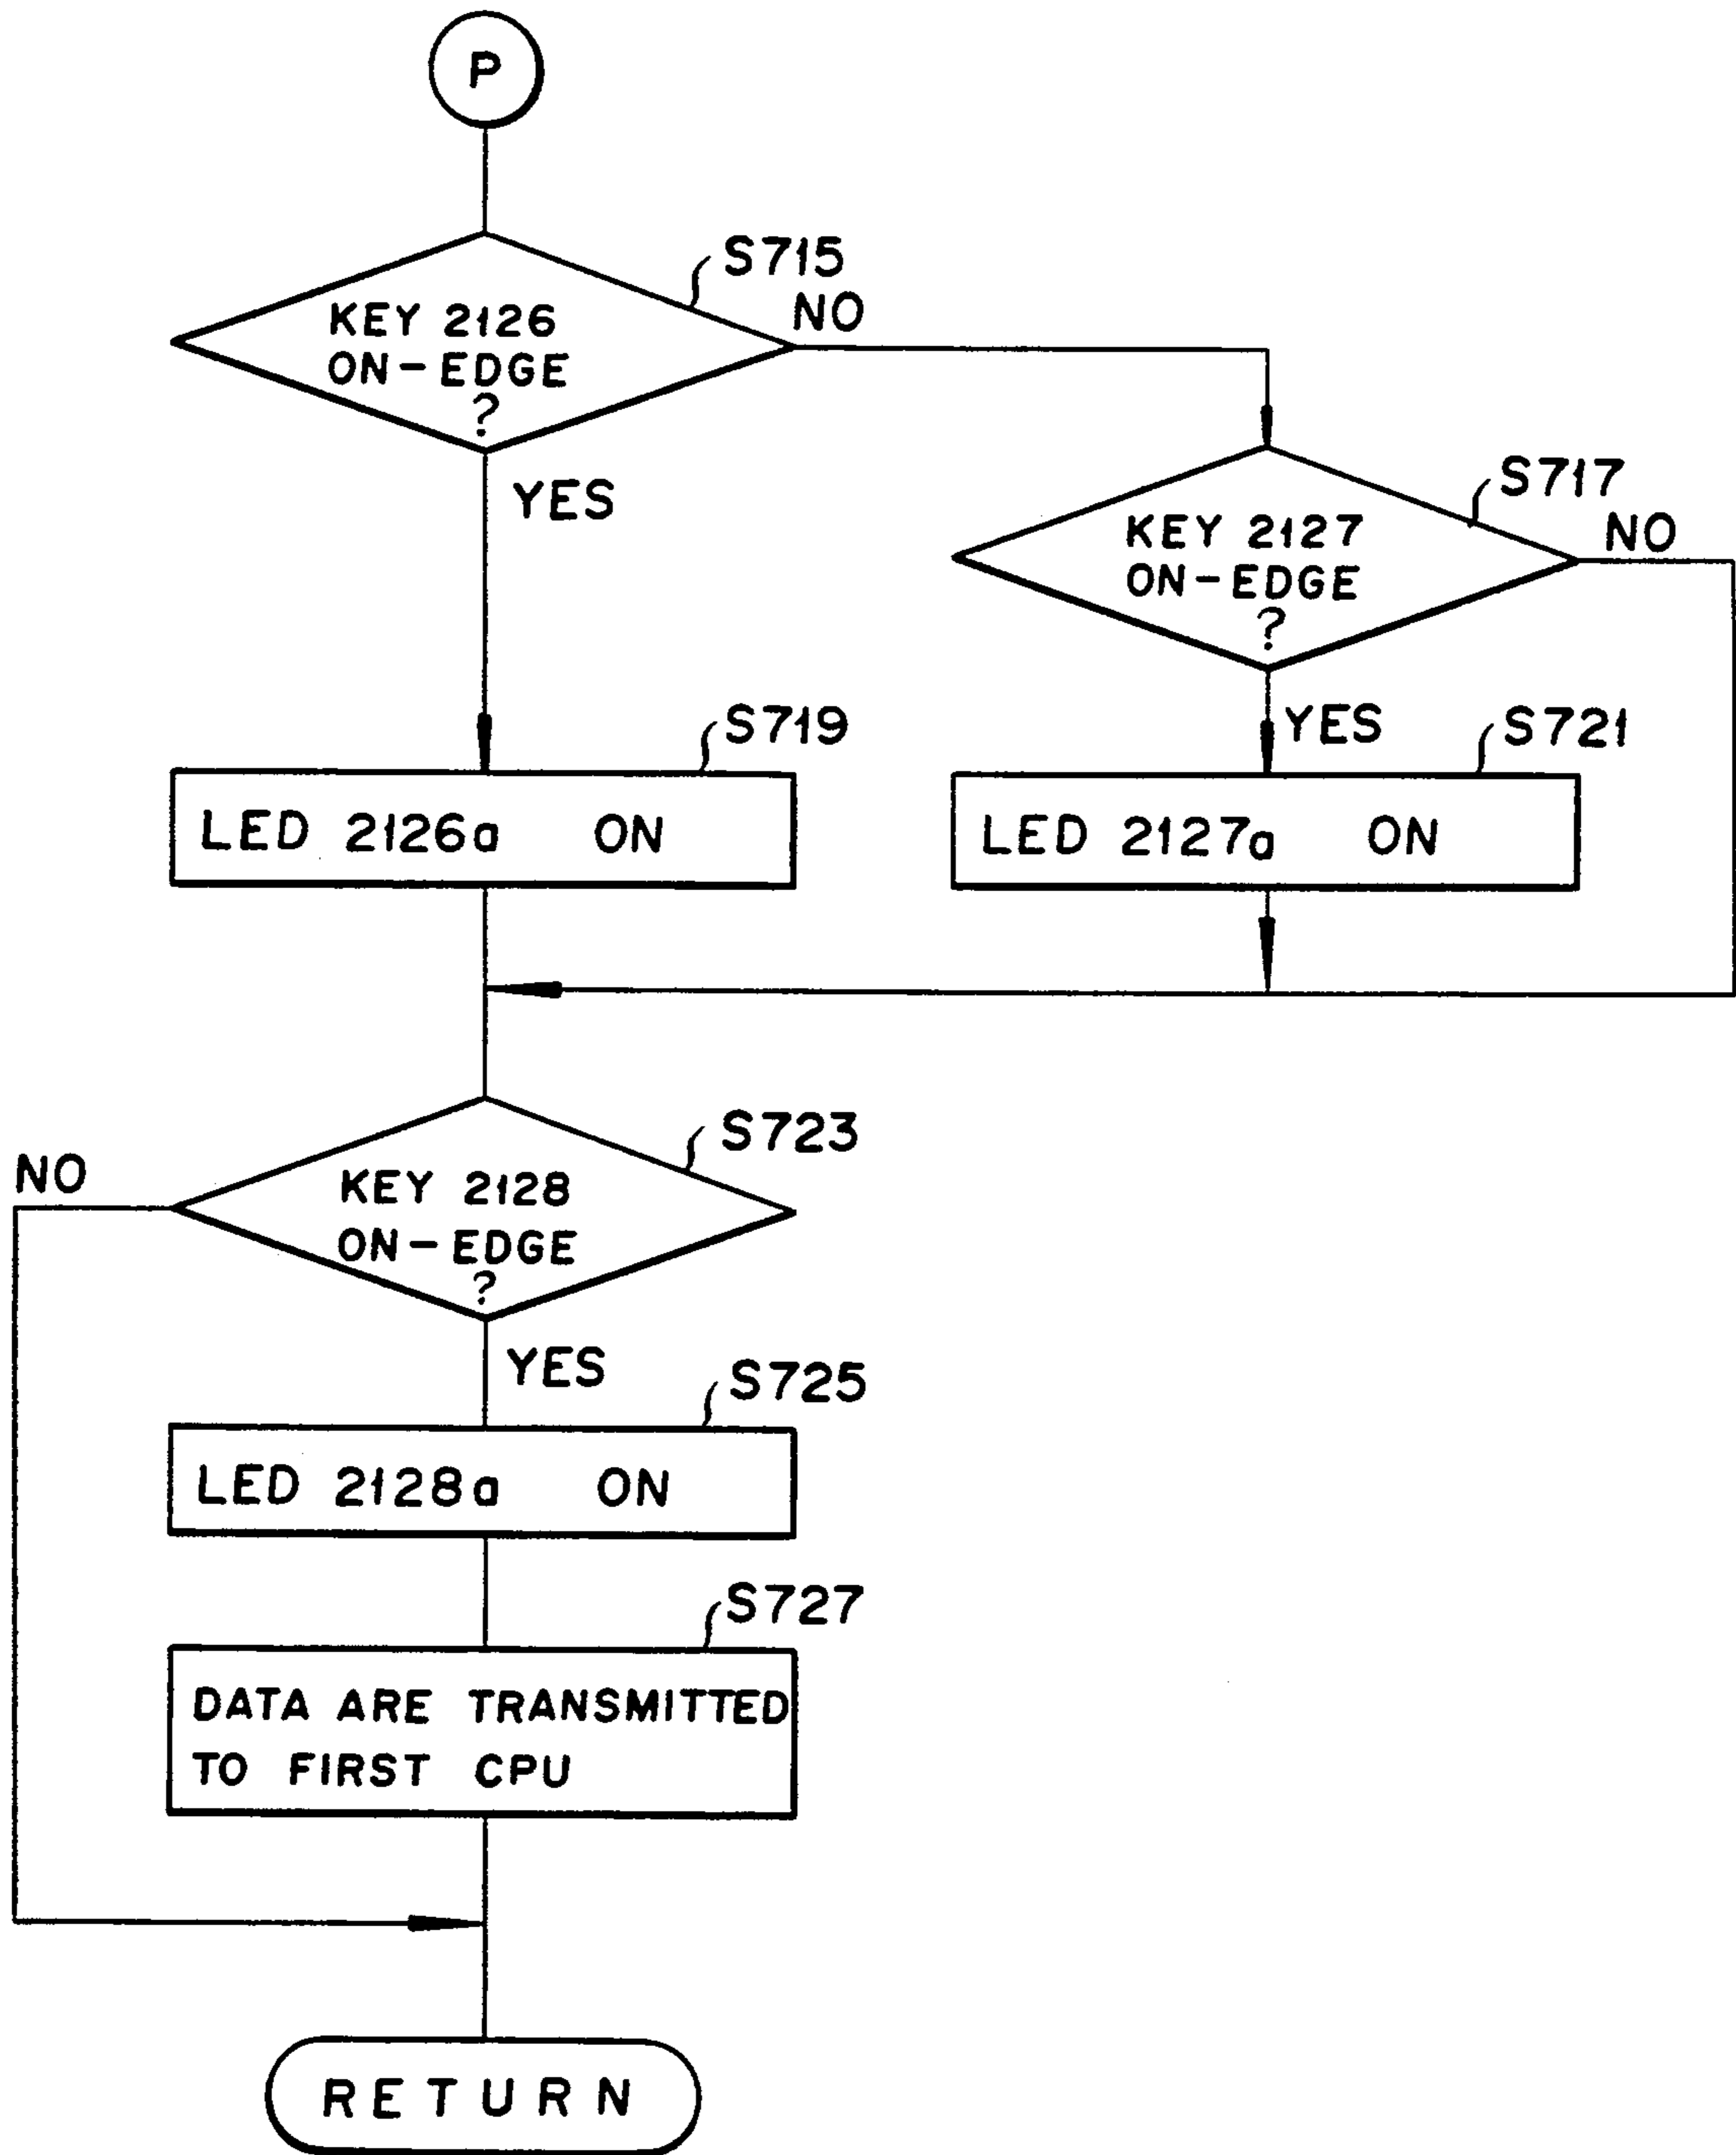 P
S715
KEY 2126
NO
ON-EDGE
?
YES
S717
KEY 2127
NO
ON-EDGE
?
YES
S719
S721
LED 2126a ON
LED 2127a ON
S723
NO
KEY 2128
ON-EDGE
?
YES
S725
LED 2128a ON
S727
DATA ARE TRANSMITTED
TO FIRST CPU
RETURN